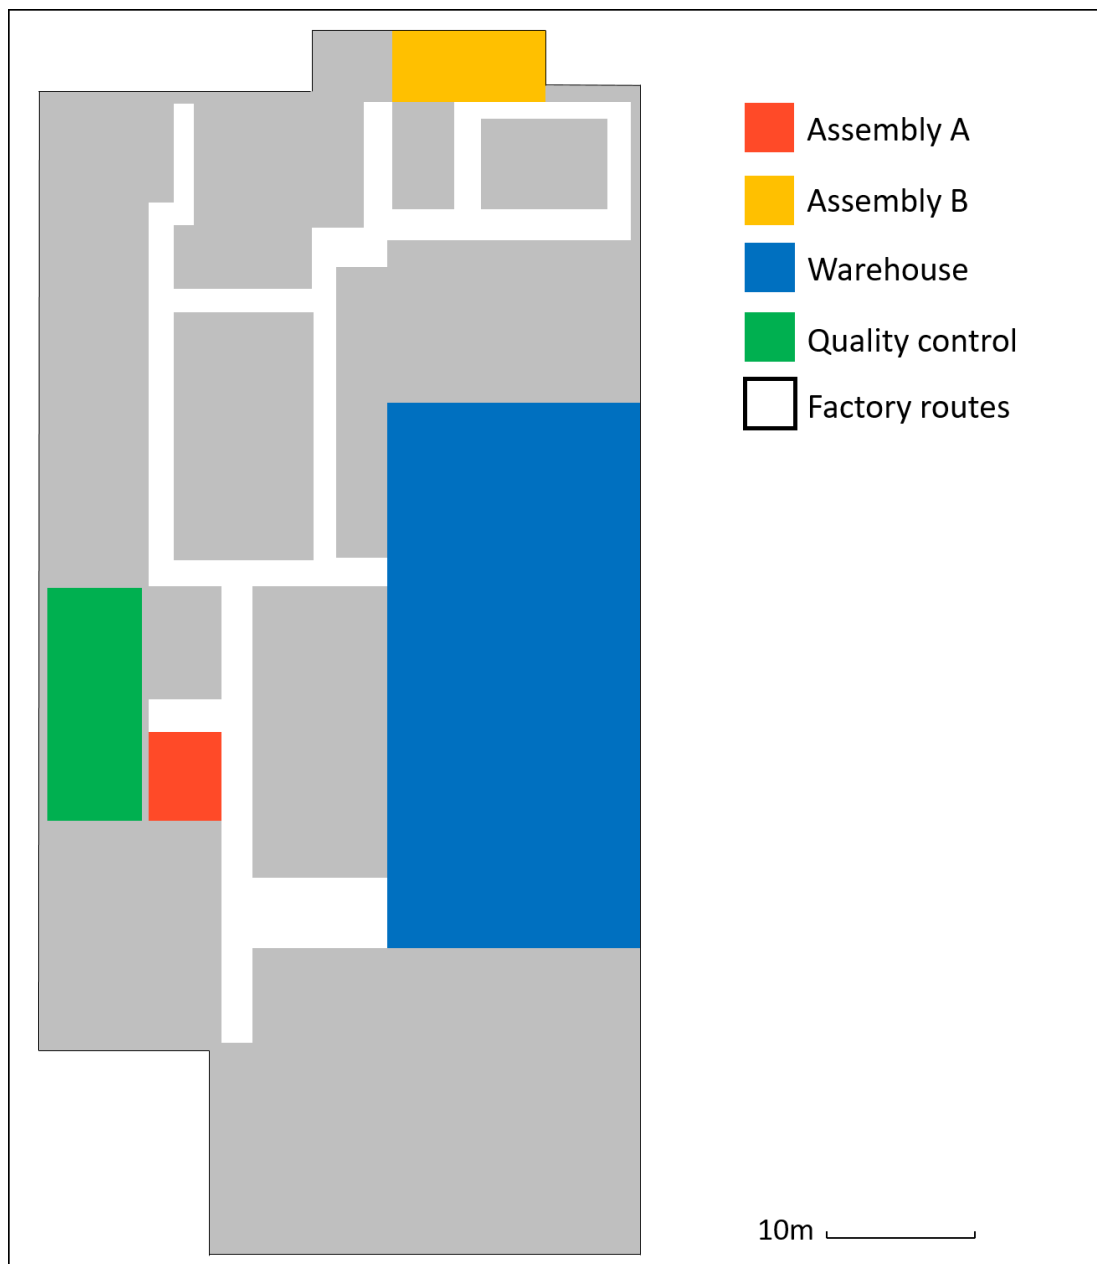 Assembly A
Assembly B
Warehouse
Quality control
Factory routes
10m